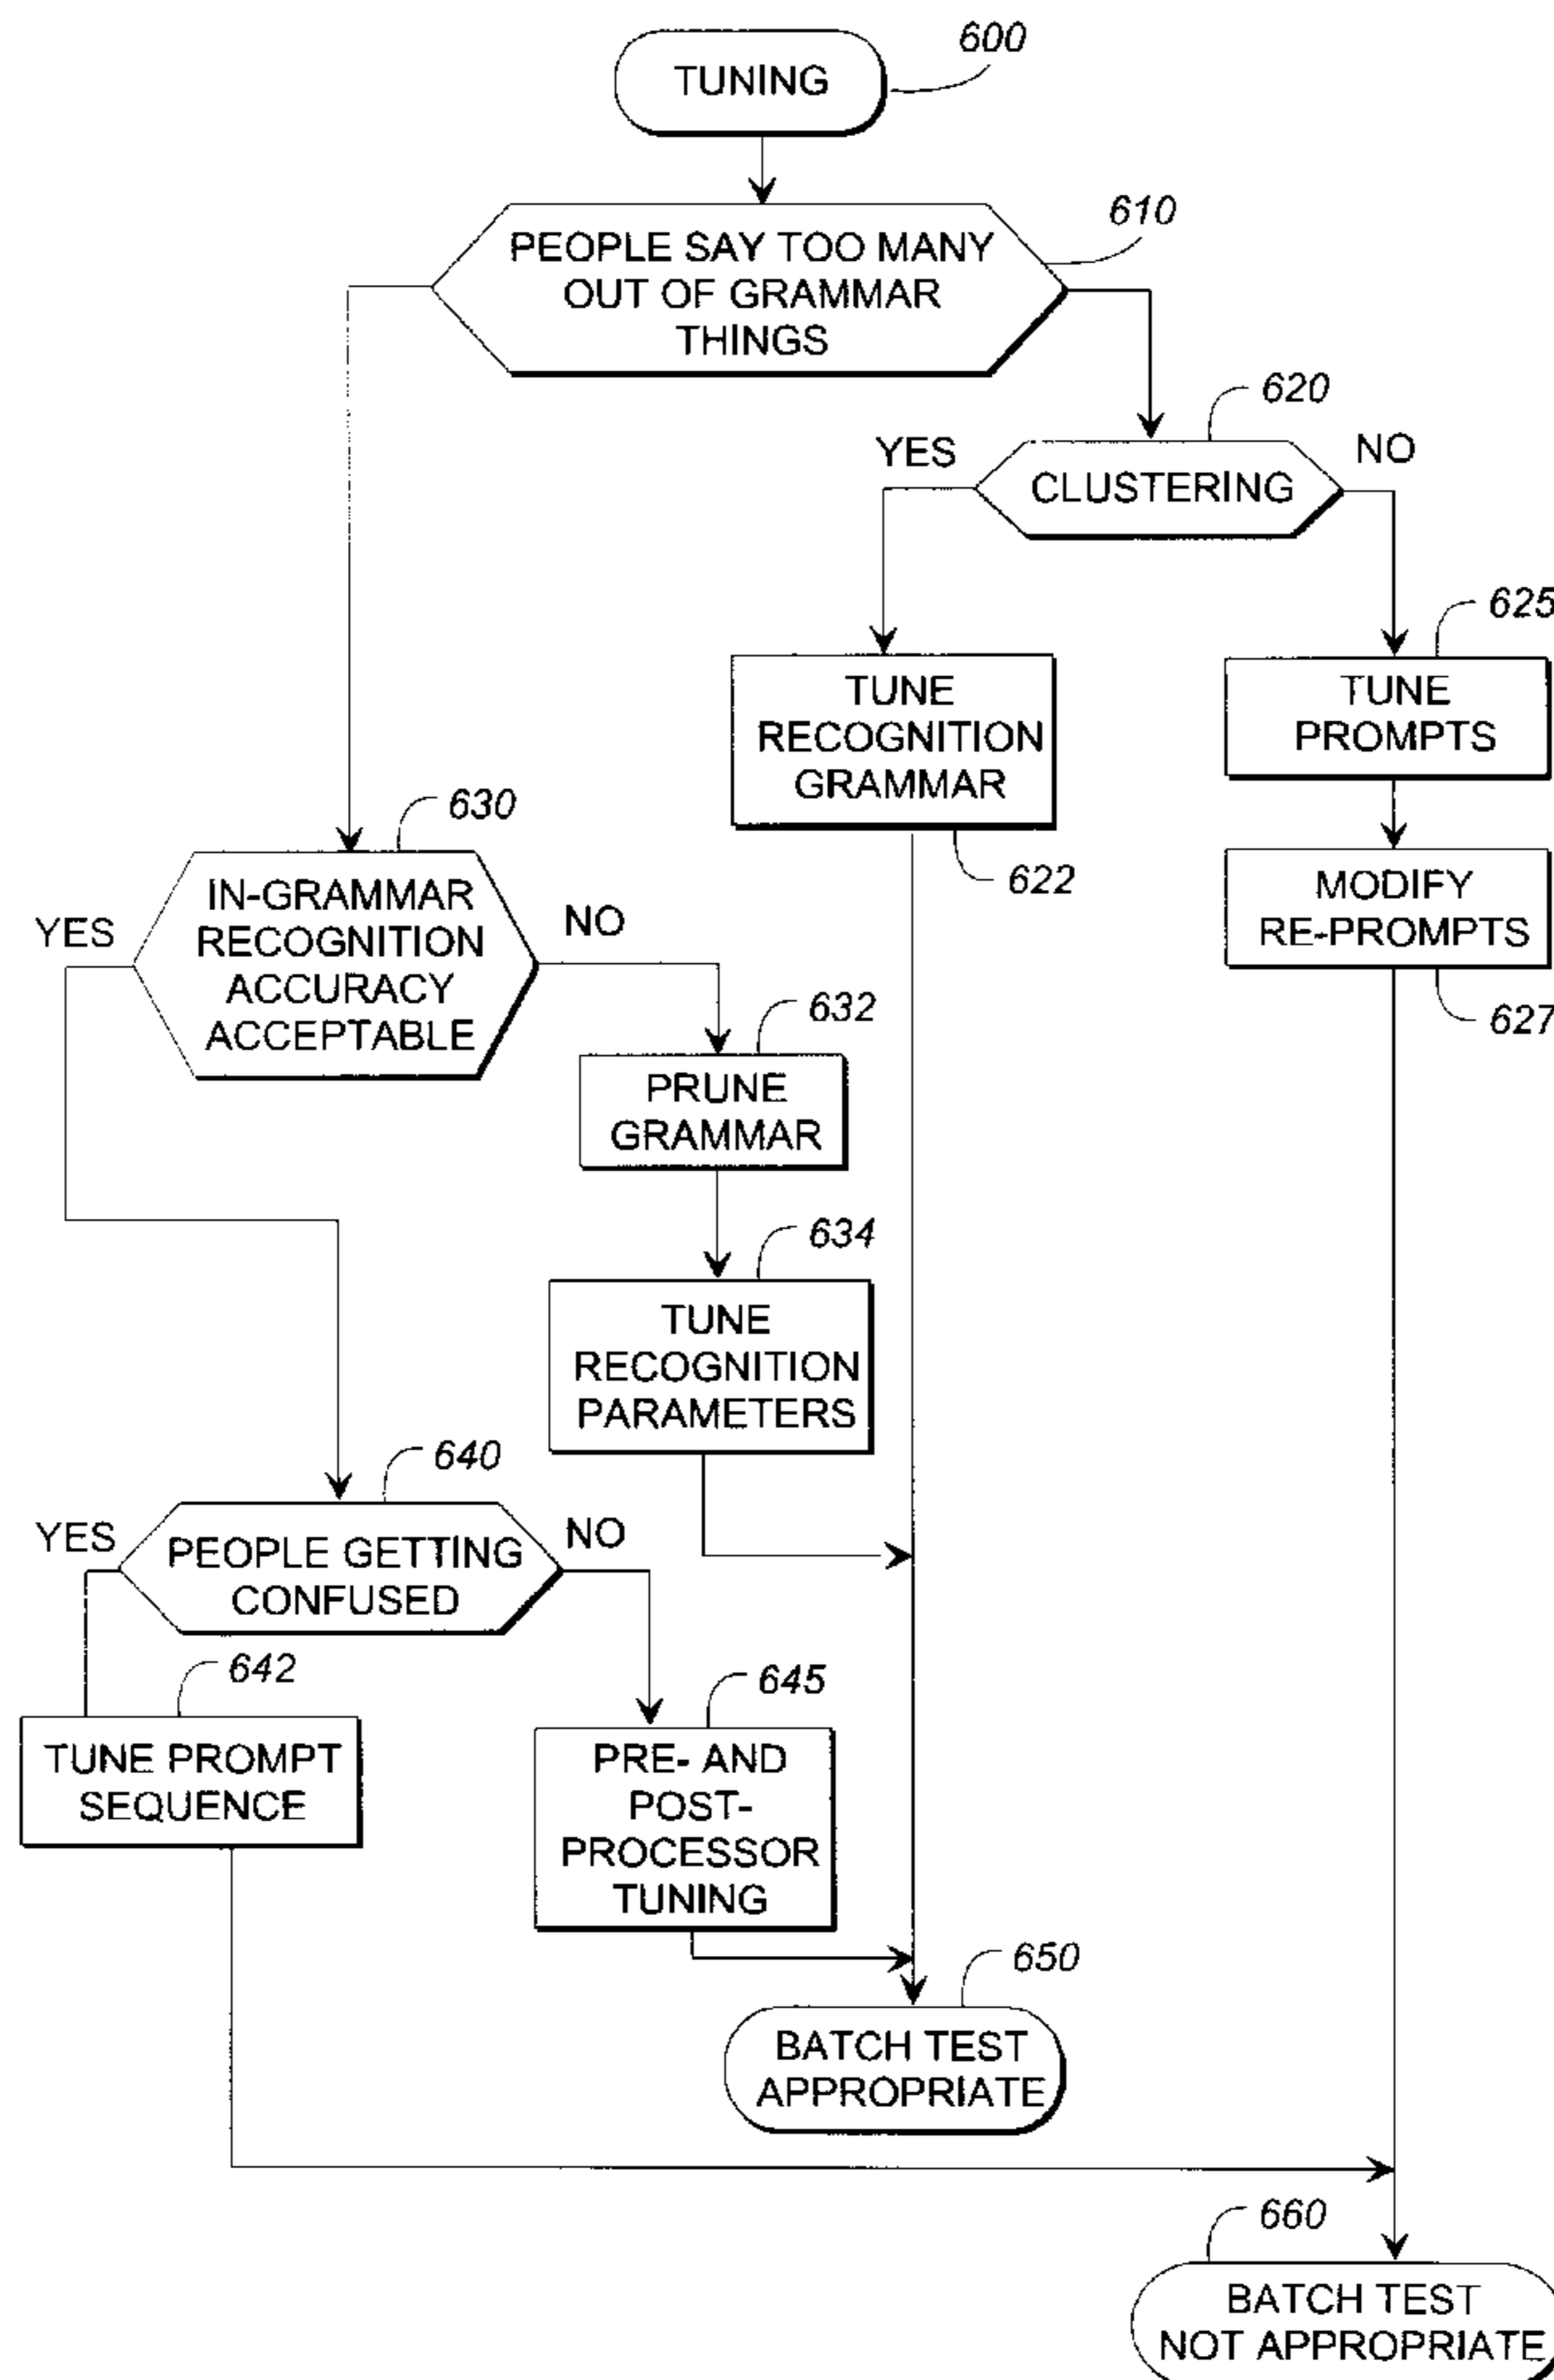 TUNING
600
PEOPLE SAY TOO MANY
OUT OF GRAMMAR
THINGS
610
620
YES
CLUSTERING
NO
625
TUNE
RECOGNITION
GRAMMAR
622
TUNE
PROMPTS
MODIFY
RE-PROMPTS
627
630
YES
IN-GRAMMAR
RECOGNITION
ACCURACY
ACCEPTABLE
NO
632
PRUNE
GRAMMAR
634
TUNE
RECOGNITION
PARAMETERS
640
YES
PEOPLE GETTING
CONFUSED
NO
642
TUNE PROMPT
SEQUENCE
645
PRE- AND
POST-
PROCESSOR
TUNING
650
BATCH TEST
APPROPRIATE
660
BATCH TEST
NOT APPROPRIATE